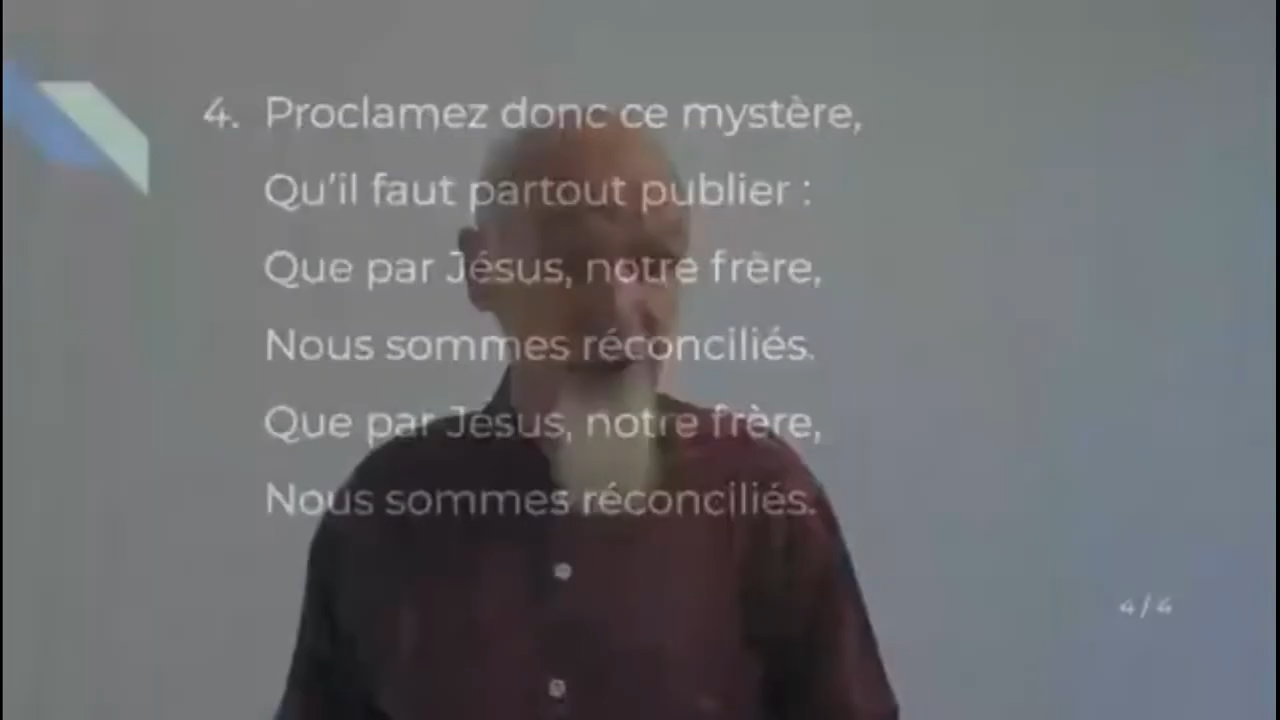 4. Proclamez donc ce mystère,
Qu'il faut partout publier :
Que par Jésus, notre frère,
Nous sommes réconciliés.
Que par Jésus, notre frère,
Nous sommes réconciliés.
4/4